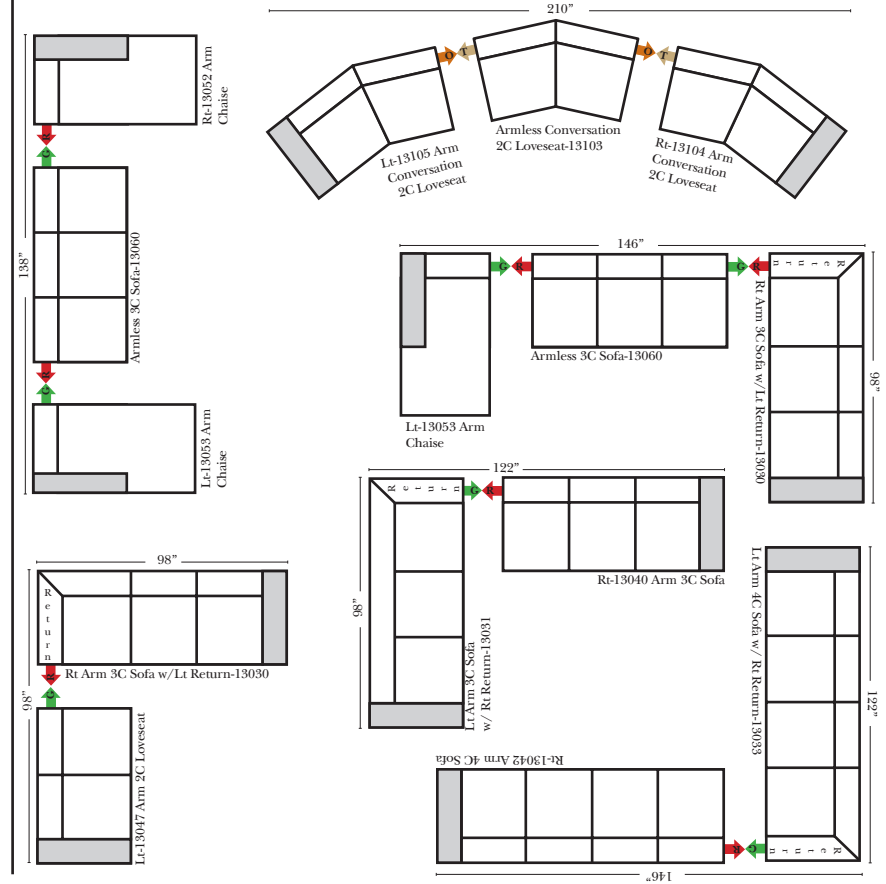 210”
Rt-13052 Arm
Chaise
R
G
138”
Armless 3C Sofa-13060
R
G
Lt-13053 Arm
Chaise
O
T
O
T
Lt-13105 Arm
Conversation
2C Loveseat
Armless Conversation
2C Loveseat-13103
Rt-13104 Arm
Conversation
2C Loveseat
146”
G
R
G
R
Return
Armless 3C Sofa-13060
Lt-13053 Arm
Chaise
Rt Arm 3C Sofa w/Lt Return-13030
98”
122”
Return
G
R
Rt-13040 Arm 3C Sofa
98”
Lt Arm 3C Sofa
w/ Rt Return-13031
98”
Return
Rt Arm 3C Sofa w/Lt Return-13030
R
G
98”
Lt-13047 Arm 2C Loveseat
Lt Arm 4C Sofa w/ Rt Return-13033
122”
Rt-13042 Arm 4C Sofa
R
G
Return
146”